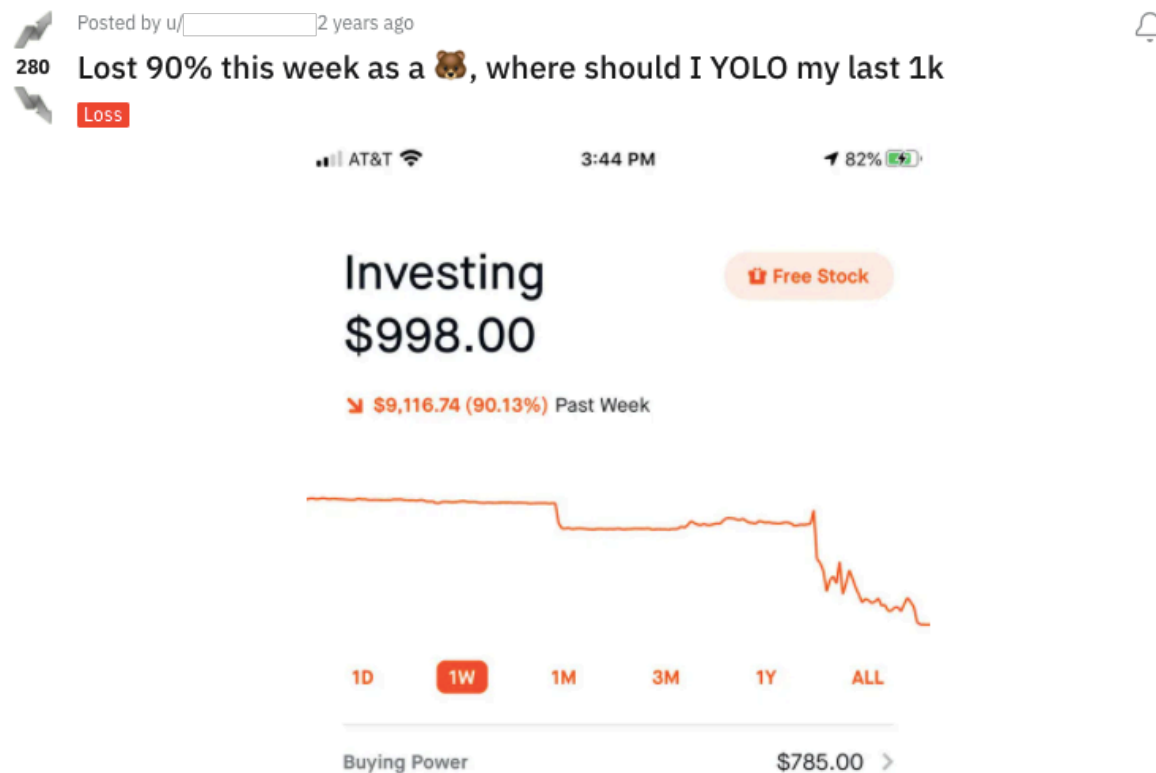 Posted by u/ 2 years ago
280
Lost 90% this week as a 🐻, where should I YOLO my last 1k
Loss
AT&T 3:44 PM 82%
Investing
Free Stock
$998.00
$9,116.74 (90.13%) Past Week
1D 1W 1M 3M 1Y ALL
Buying Power $785.00